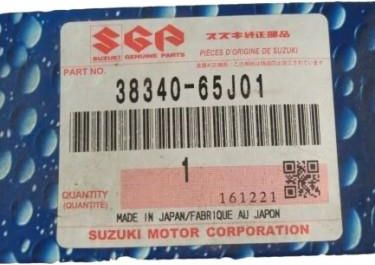 SGP スズキ純正部品
SUZUKI GENUINE PARTS PIÈCES D'ORIGINE DE SUZUKI
PART NO.
38340-65J01
1
QUANTITY
(QUANTITÉ)
161221
MADE IN JAPAN/FABRIQUE AU JAPON
SUZUKI MOTOR CORPORATION